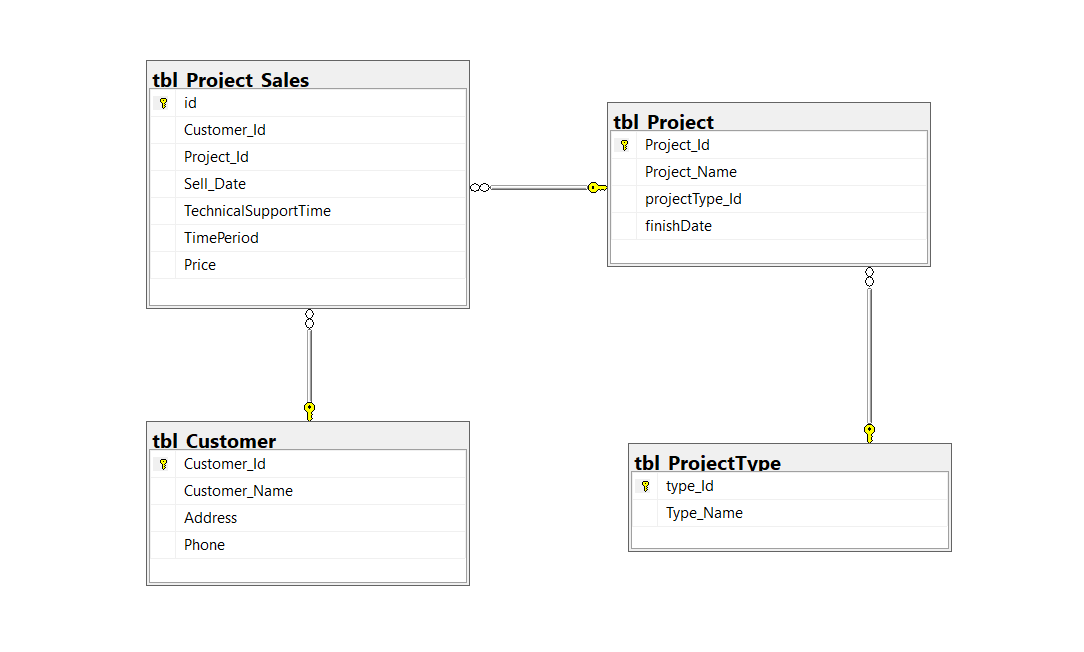 tbl_Project_Sales
id
Customer_Id
Project_Id
Sell_Date
TechnicalSupportTime
TimePeriod
Price
tbl_Project
Project_Id
Project_Name
projectType_Id
finishDate
tbl_Customer
Customer_Id
Customer_Name
Address
Phone
tbl_ProjectType
type_Id
Type_Name